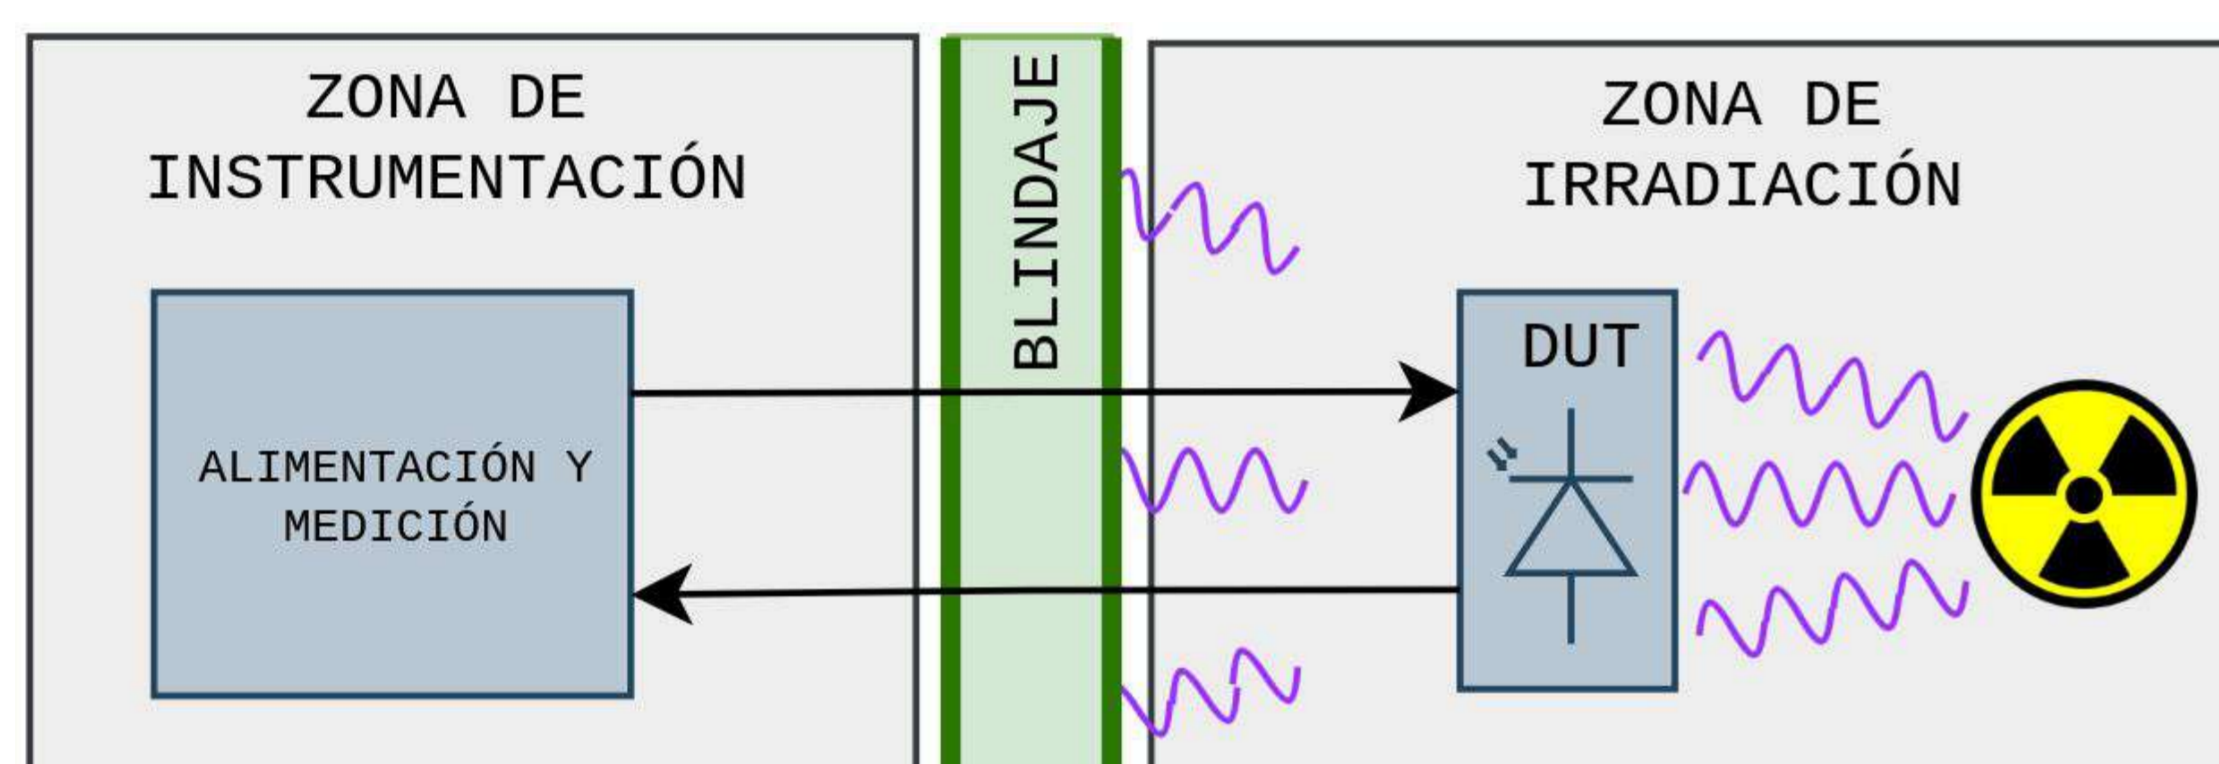 ZONA DE
INSTRUMENTACIÓN
ALIMENTACIÓN Y
MEDICIÓN
BLINDAJE
ZONA DE
IRRADIACIÓN
DUT